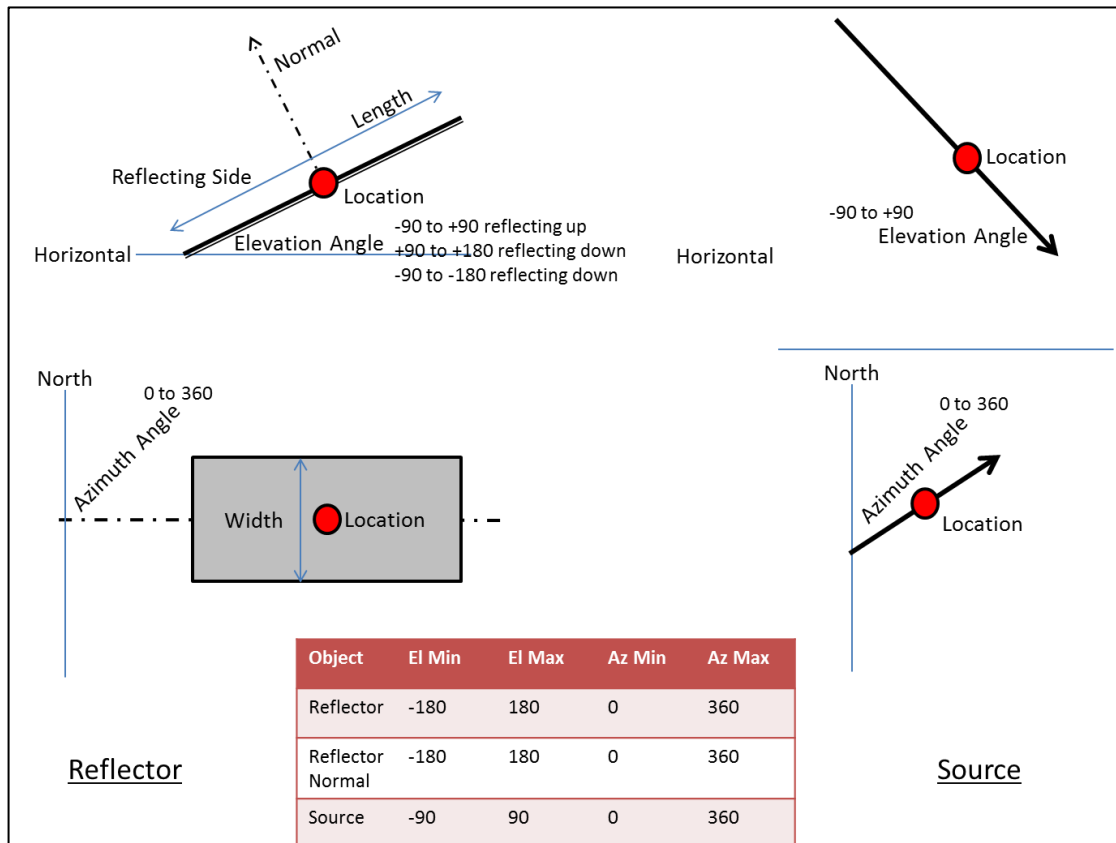 Normal
Length
Reflecting Side
Location
Elevation Angle
-90 to +90 reflecting up
+90 to +180 reflecting down
-90 to -180 reflecting down
Horizontal
Location
-90 to +90
Elevation Angle
Horizontal
North
0 to 360
Azimuth Angle
Width
Location
North
0 to 360
Azimuth Angle
Location
Object El Min El Max Az Min Az Max
Reflector -180 180 0 360
Reflector
Normal -180 180 0 360
Source -90 90 0 360
Reflector
Source